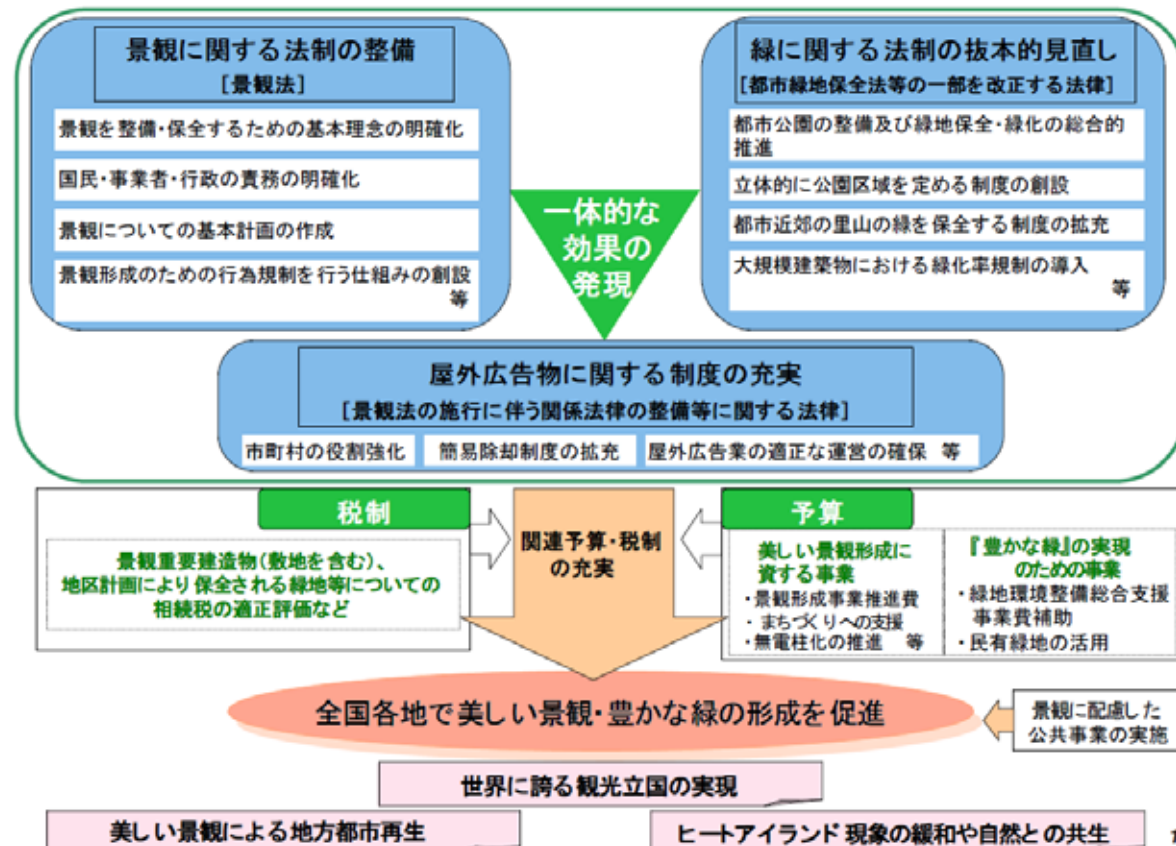 景観に関する法制の整備
[景観法]
景観を整備・保全するための基本理念の明確化
国民・事業者・行政の責務の明確化
景観についての基本計画の作成
景観形成のための行為規制を行う仕組みの創設
等
緑に関する法制の抜本的見直し
[都市緑地保全法等の一部を改正する法律]
都市公園の整備及び緑地保全・緑化の総合的
推進
立体的に公園区域を定める制度の創設
都市近郊の里山の緑を保全する制度の拡充
大規模建築物における緑化率規制の導入
等
一体的な
効果の
発現
屋外広告物に関する制度の充実
[景観法の施行に伴う関係法律の整備等に関する法律]
市町村の役割強化
簡易除却制度の拡充
屋外広告業の適正な運営の確保 等
税制
景観重要建造物(敷地を含む)、
地区計画により保全される緑地等についての
相続税の適正評価など
関連予算・税制
の充実
予算
美しい景観形成に
資する事業
・景観形成事業推進費
・まちづくりへの支援
・無電柱化の推進 等
『豊かな緑』の実現
のための事業
・緑地環境整備総合支援
事業費補助
・民有緑地の活用
全国各地で美しい景観・豊かな緑の形成を促進
景観に配慮した
公共事業の実施
世界に誇る観光立国の実現
美しい景観による地方都市再生
ヒートアイランド現象の緩和や自然との共生